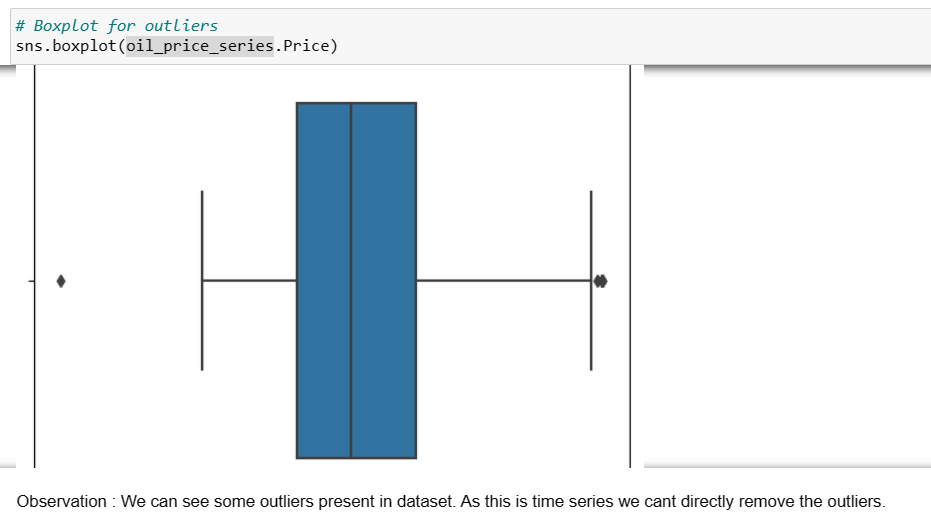 # Boxplot for outliers
sns.boxplot(oil_price_series.Price)
Observation : We can see some outliers present in dataset. As this is time series we cant directly remove the outliers.